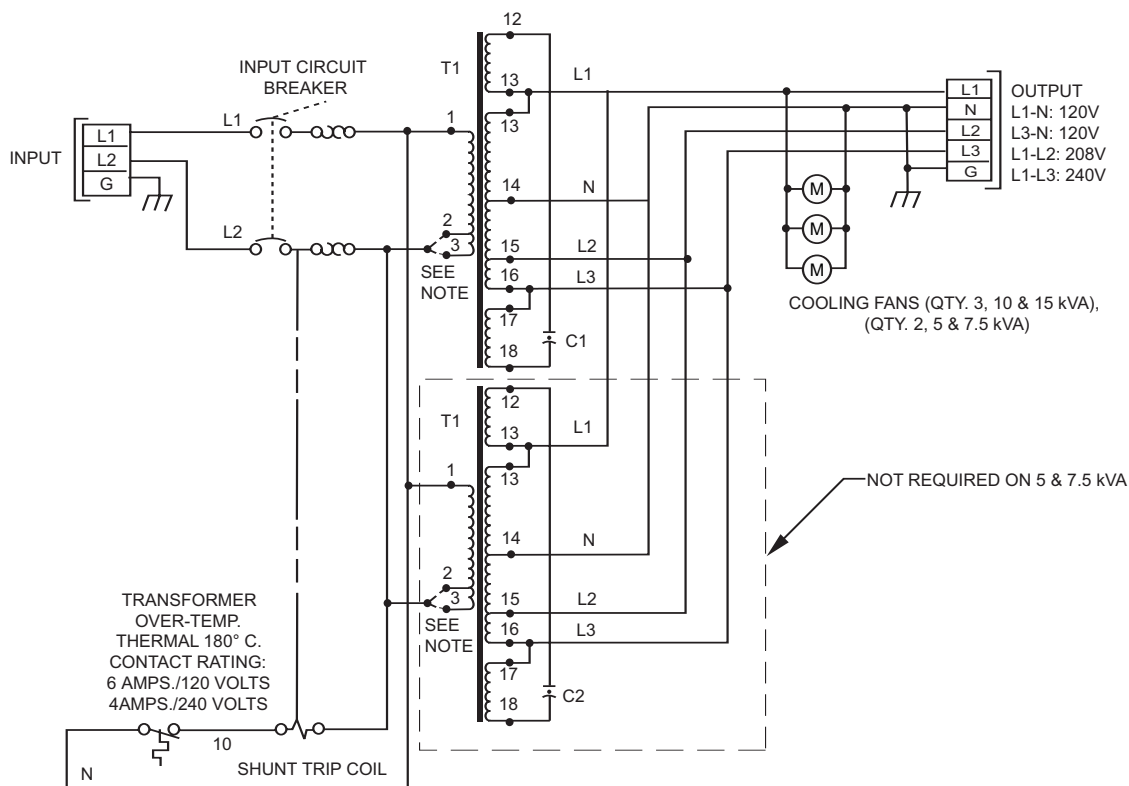 12
T1
13
L1
13
INPUT CIRCUIT
BREAKER
L1
1
INPUT
L1
L2
G
14
N
L2
2
3
SEE
NOTE
15
L2
16
L3
17
18
C1
L1
N
L2
L3
G
OUTPUT
L1-N: 120V
L3-N: 120V
L1-L2: 208V
L1-L3: 240V
M
M
M
COOLING FANS (QTY. 3, 10 & 15 kVA),
(QTY. 2, 5 & 7.5 kVA)
12
T1
13
L1
13
1
14
N
2
3
SEE
NOTE
15
L2
16
L3
17
18
C2
NOT REQUIRED ON 5 & 7.5 kVA
TRANSFORMER
OVER-TEMP.
THERMAL 180° C.
CONTACT RATING:
6 AMPS./120 VOLTS
4AMPS./240 VOLTS
10
N
SHUNT TRIP COIL